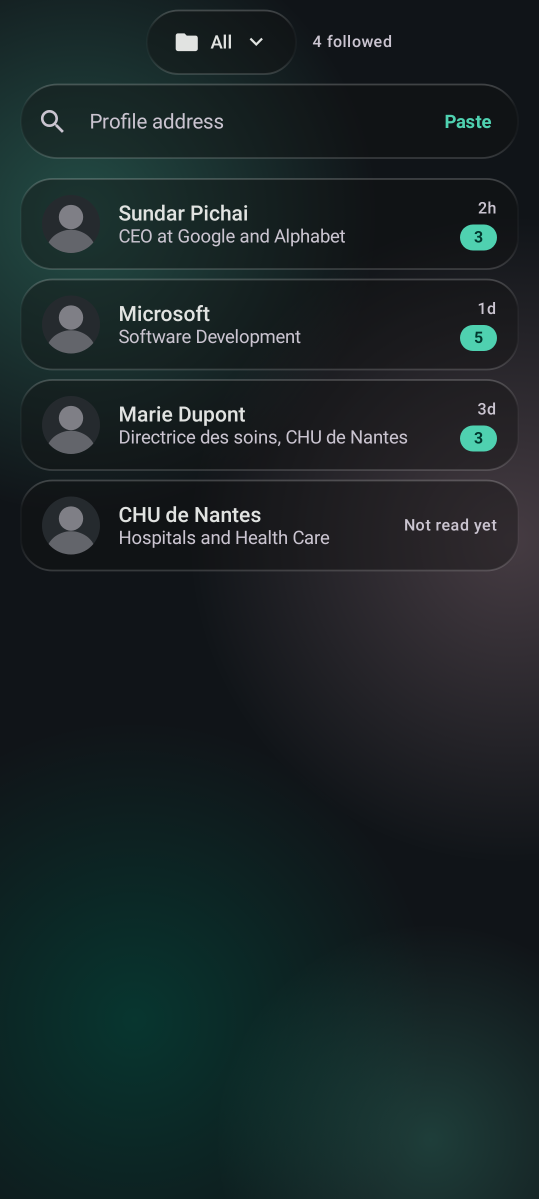 All
4 followed
Profile address
Paste
Sundar Pichai
2h
CEO at Google and Alphabet
3
Microsoft
1d
Software Development
5
Marie Dupont
3d
Directrice des soins, CHU de Nantes
3
CHU de Nantes
Not read yet
Hospitals and Health Care